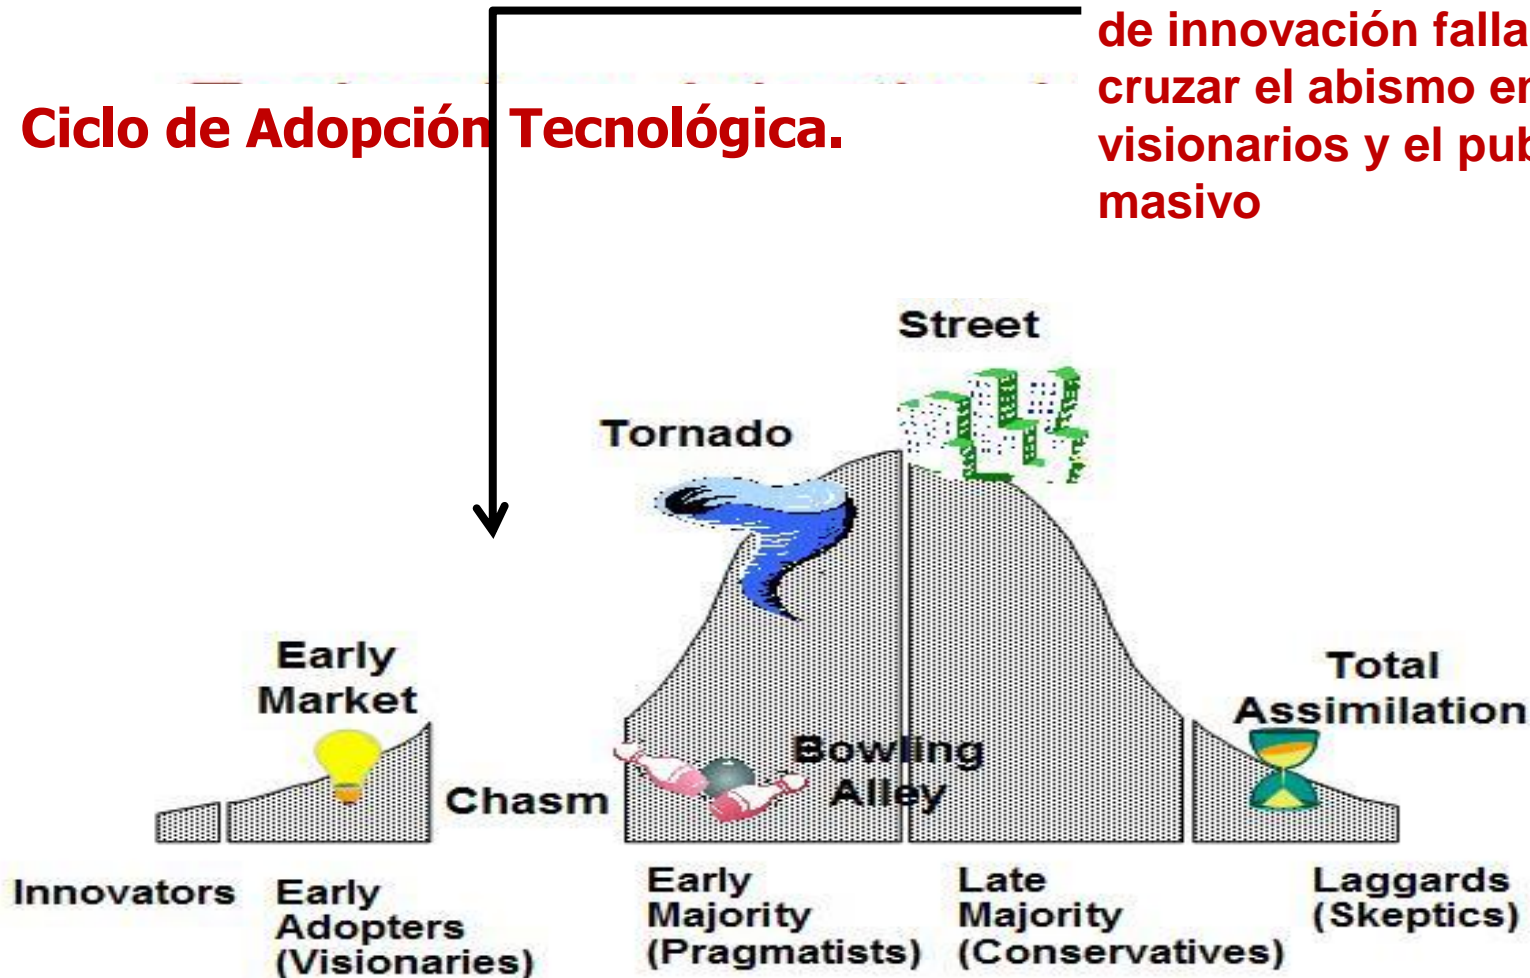 de innovación falla
cruzar el abismo en
visionarios y el pub
masivo
Ciclo de Adopción Tecnológica.
Street
Tornado
Early
Market
Total
Assimilation
Bowling
Alley
Chasm
Innovators
Early
Adopters
(Visionaries)
Early
Majority
(Pragmatists)
Late
Majority
(Conservatives)
Laggards
(Skeptics)